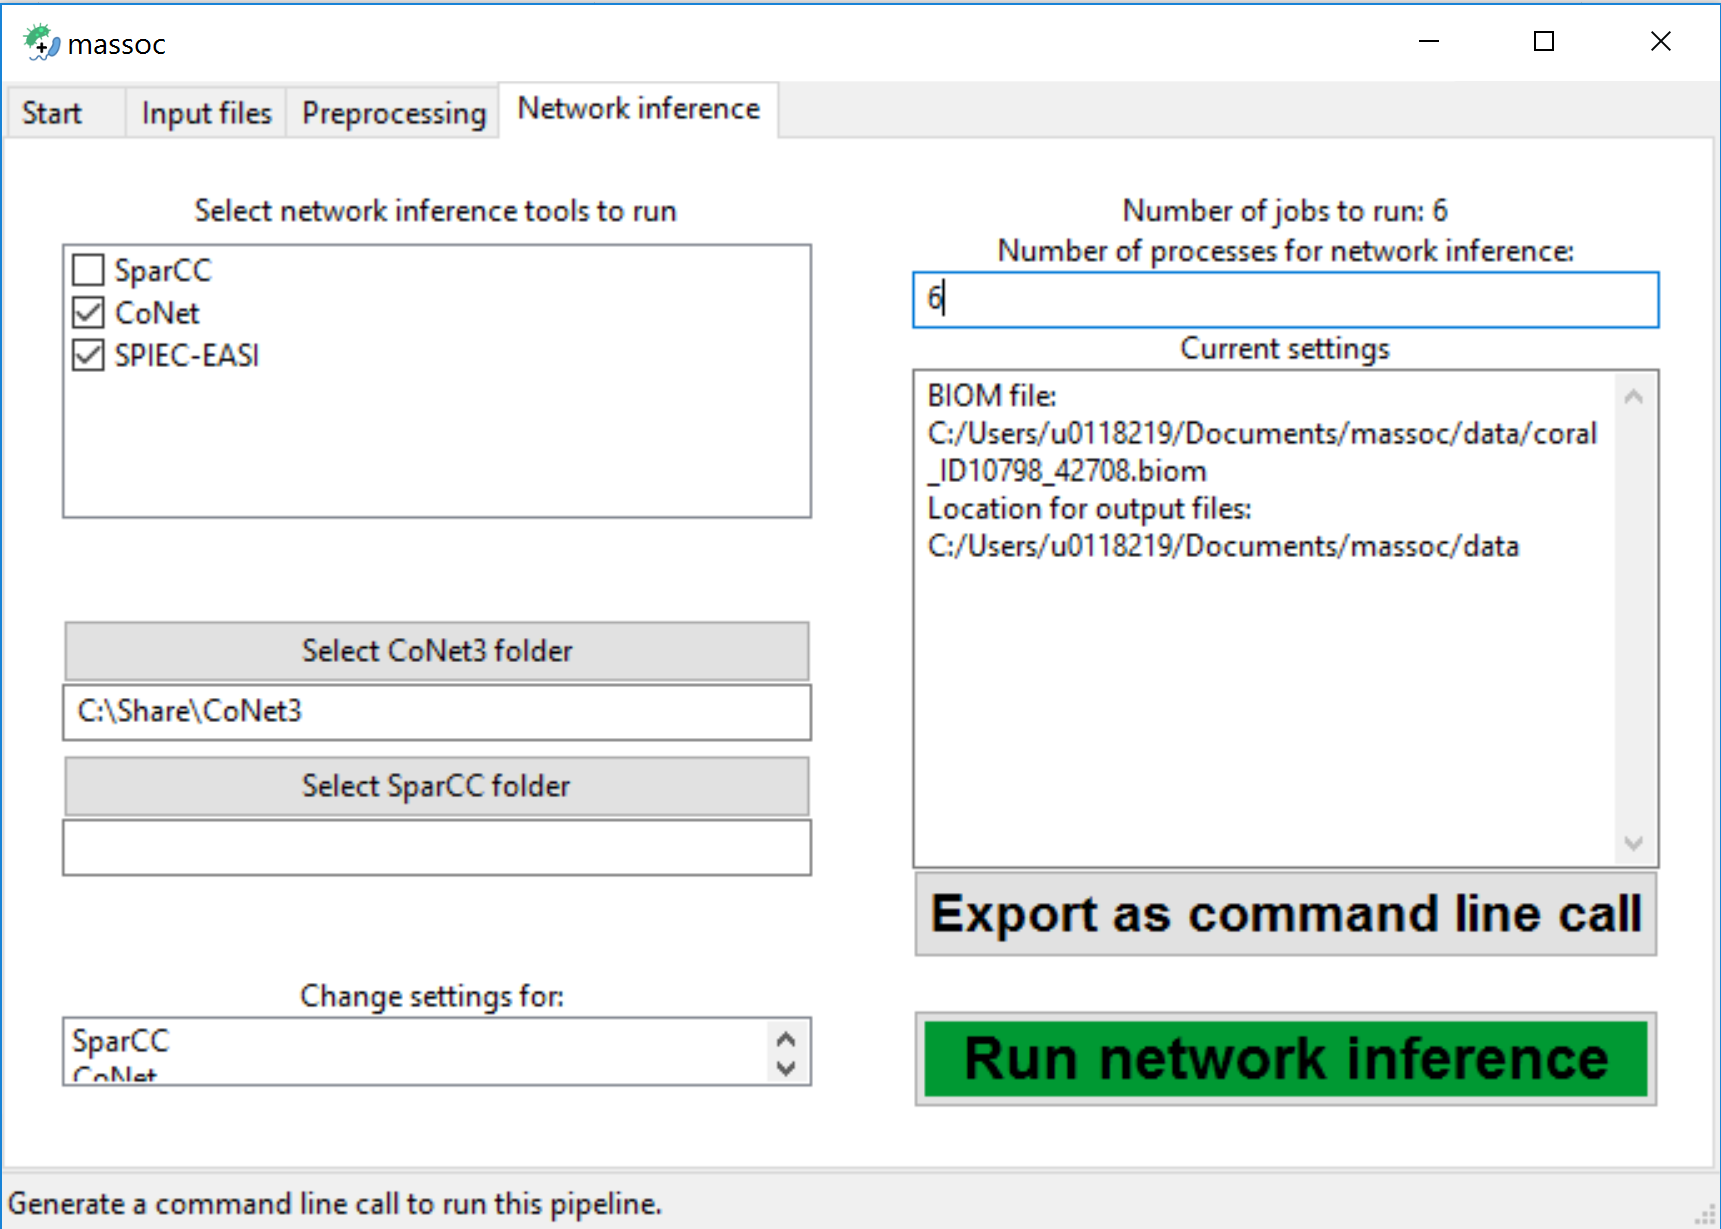 massoc
Start
Input files
Preprocessing
Network inference
Select network inference tools to run
SparCC
CoNet
SPIEC-EASI
Select CoNet3 folder
C:\Share\CoNet3
Select SparCC folder
Change settings for:
SparCC
CoNet
Number of jobs to run: 6
Number of processes for network inference:
6
Current settings
BIOM file:
C:/Users/u0118219/Documents/massoc/data/coral
_ID10798_42708.biom
Location for output files:
C:/Users/u0118219/Documents/massoc/data
Export as command line call
Run network inference
Generate a command line call to run this pipeline.